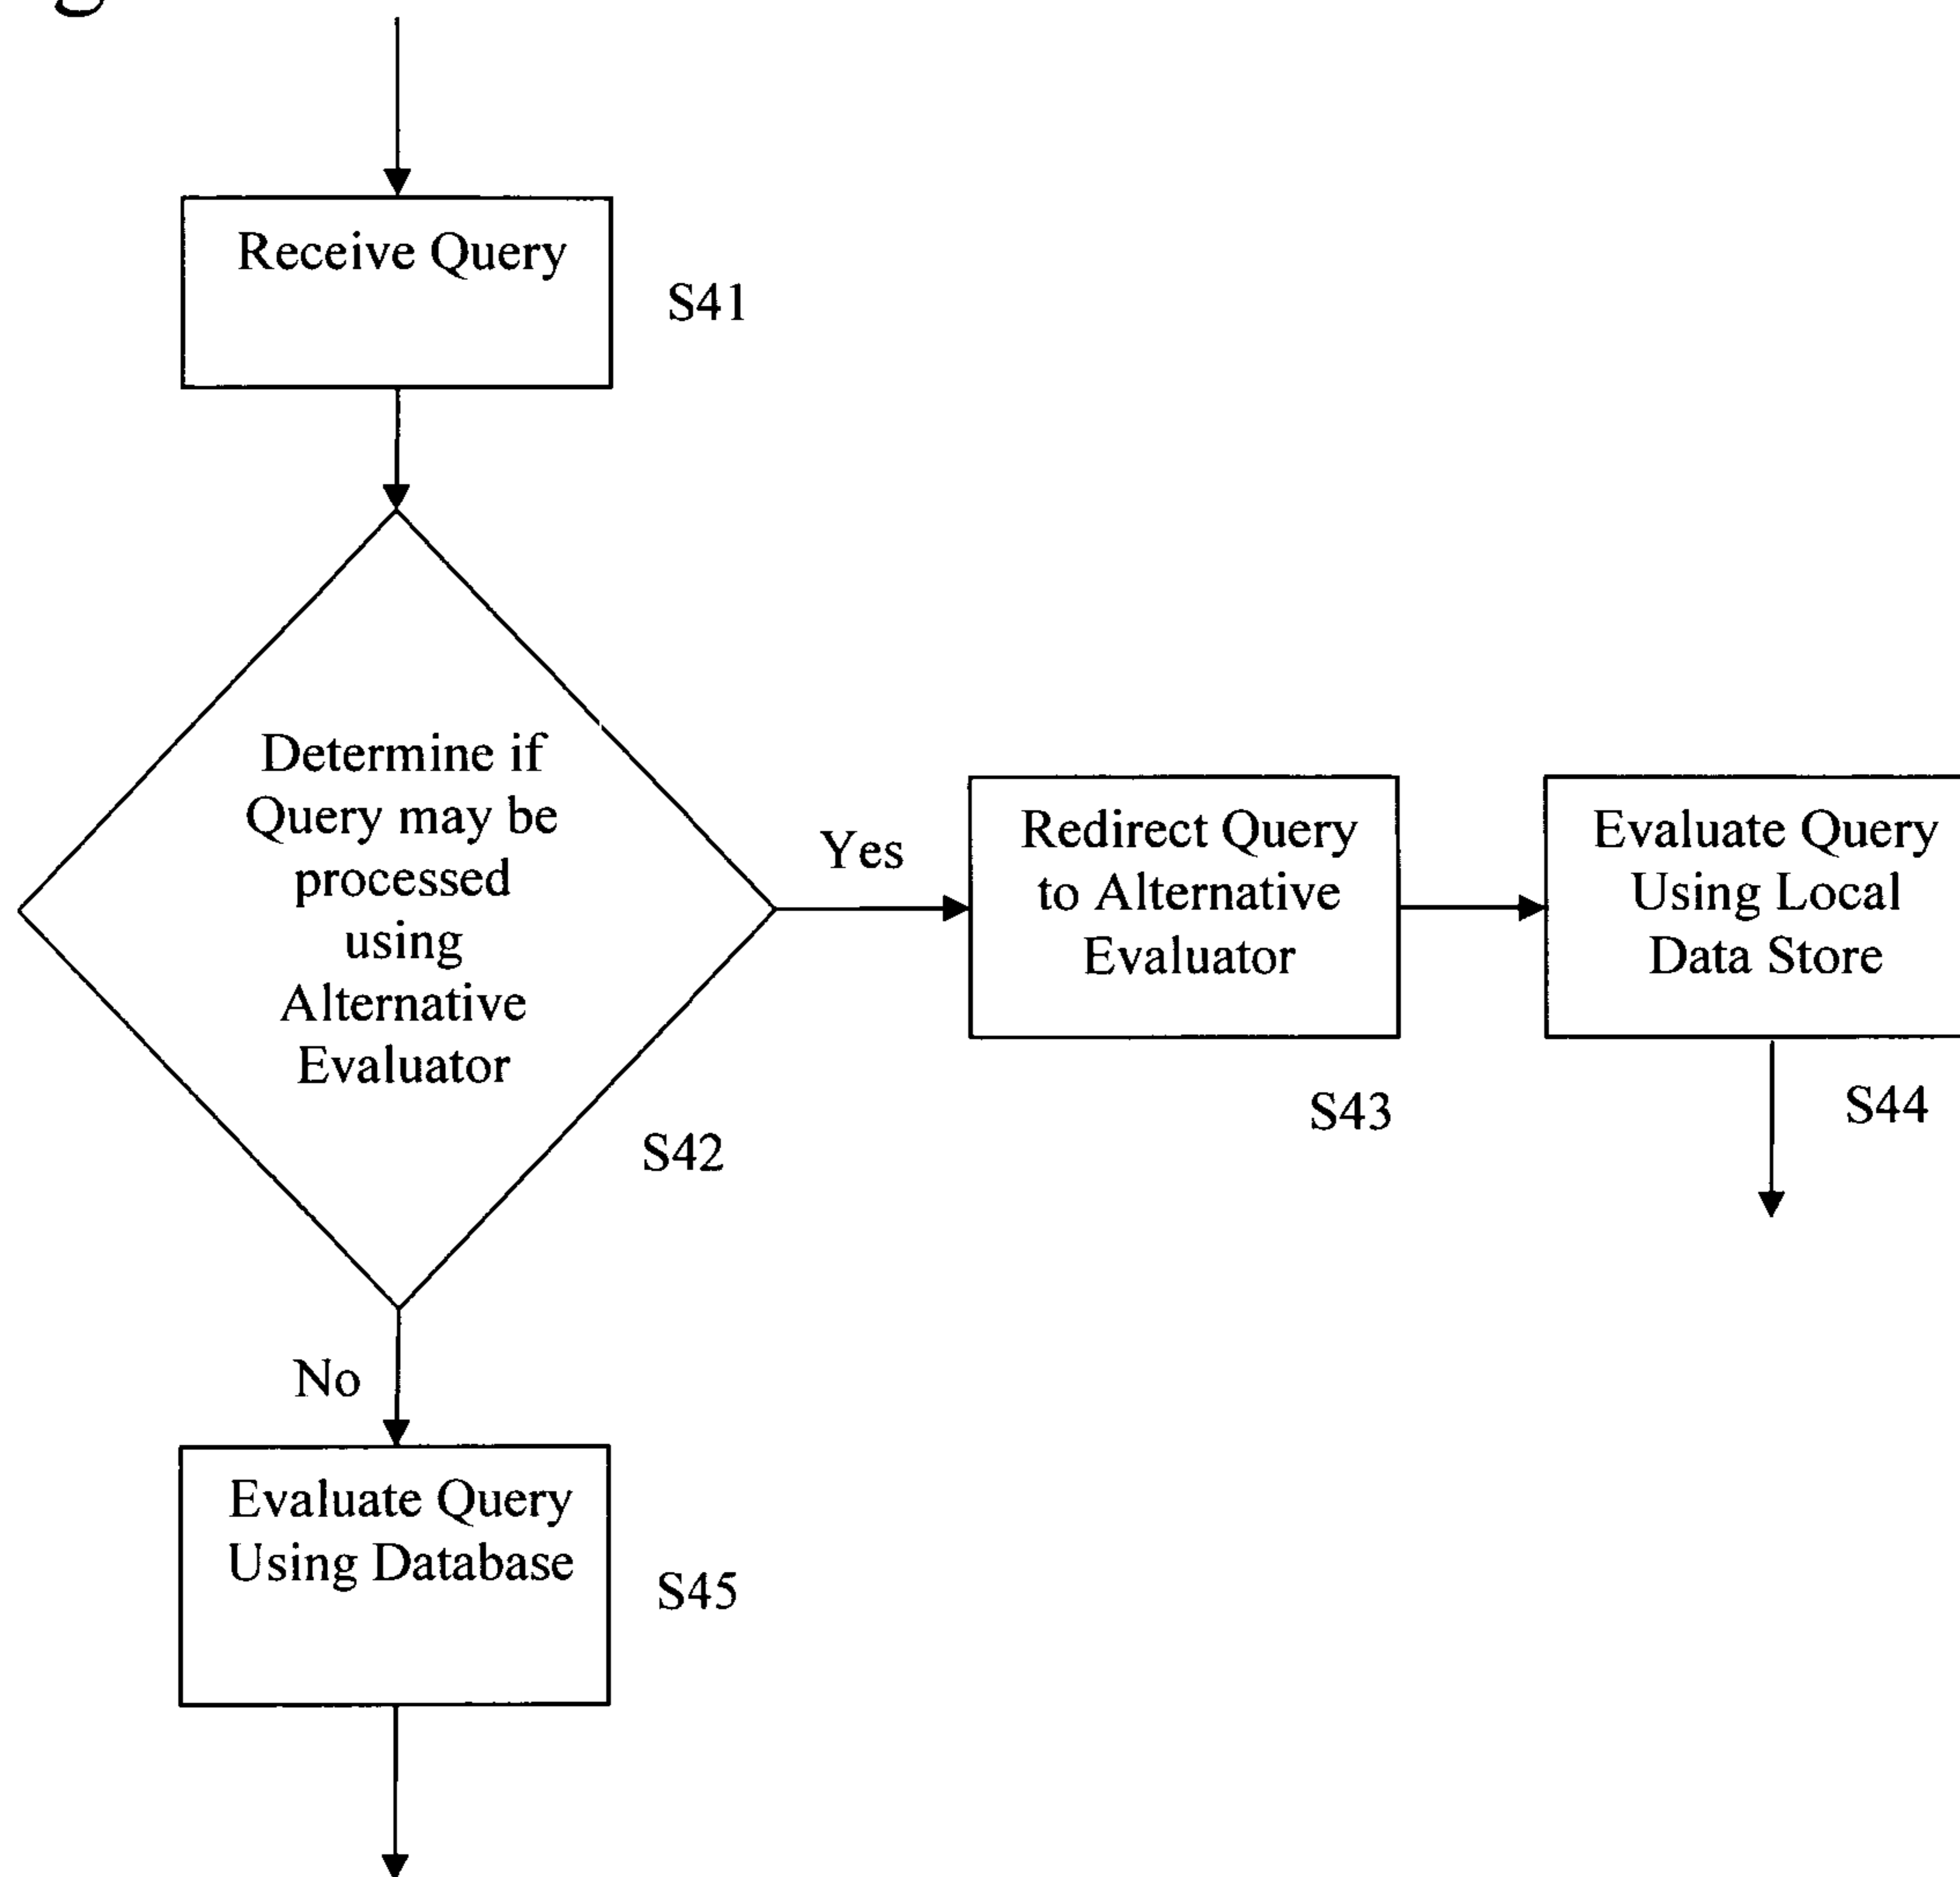 Receive Query
S41
Determine if
Query may be
processed
using
Alternative
Evaluator
S42
Yes
Redirect Query
to Alternative
Evaluator
S43
Evaluate Query
Using Local
Data Store
S44
No
Evaluate Query
Using Database
S45